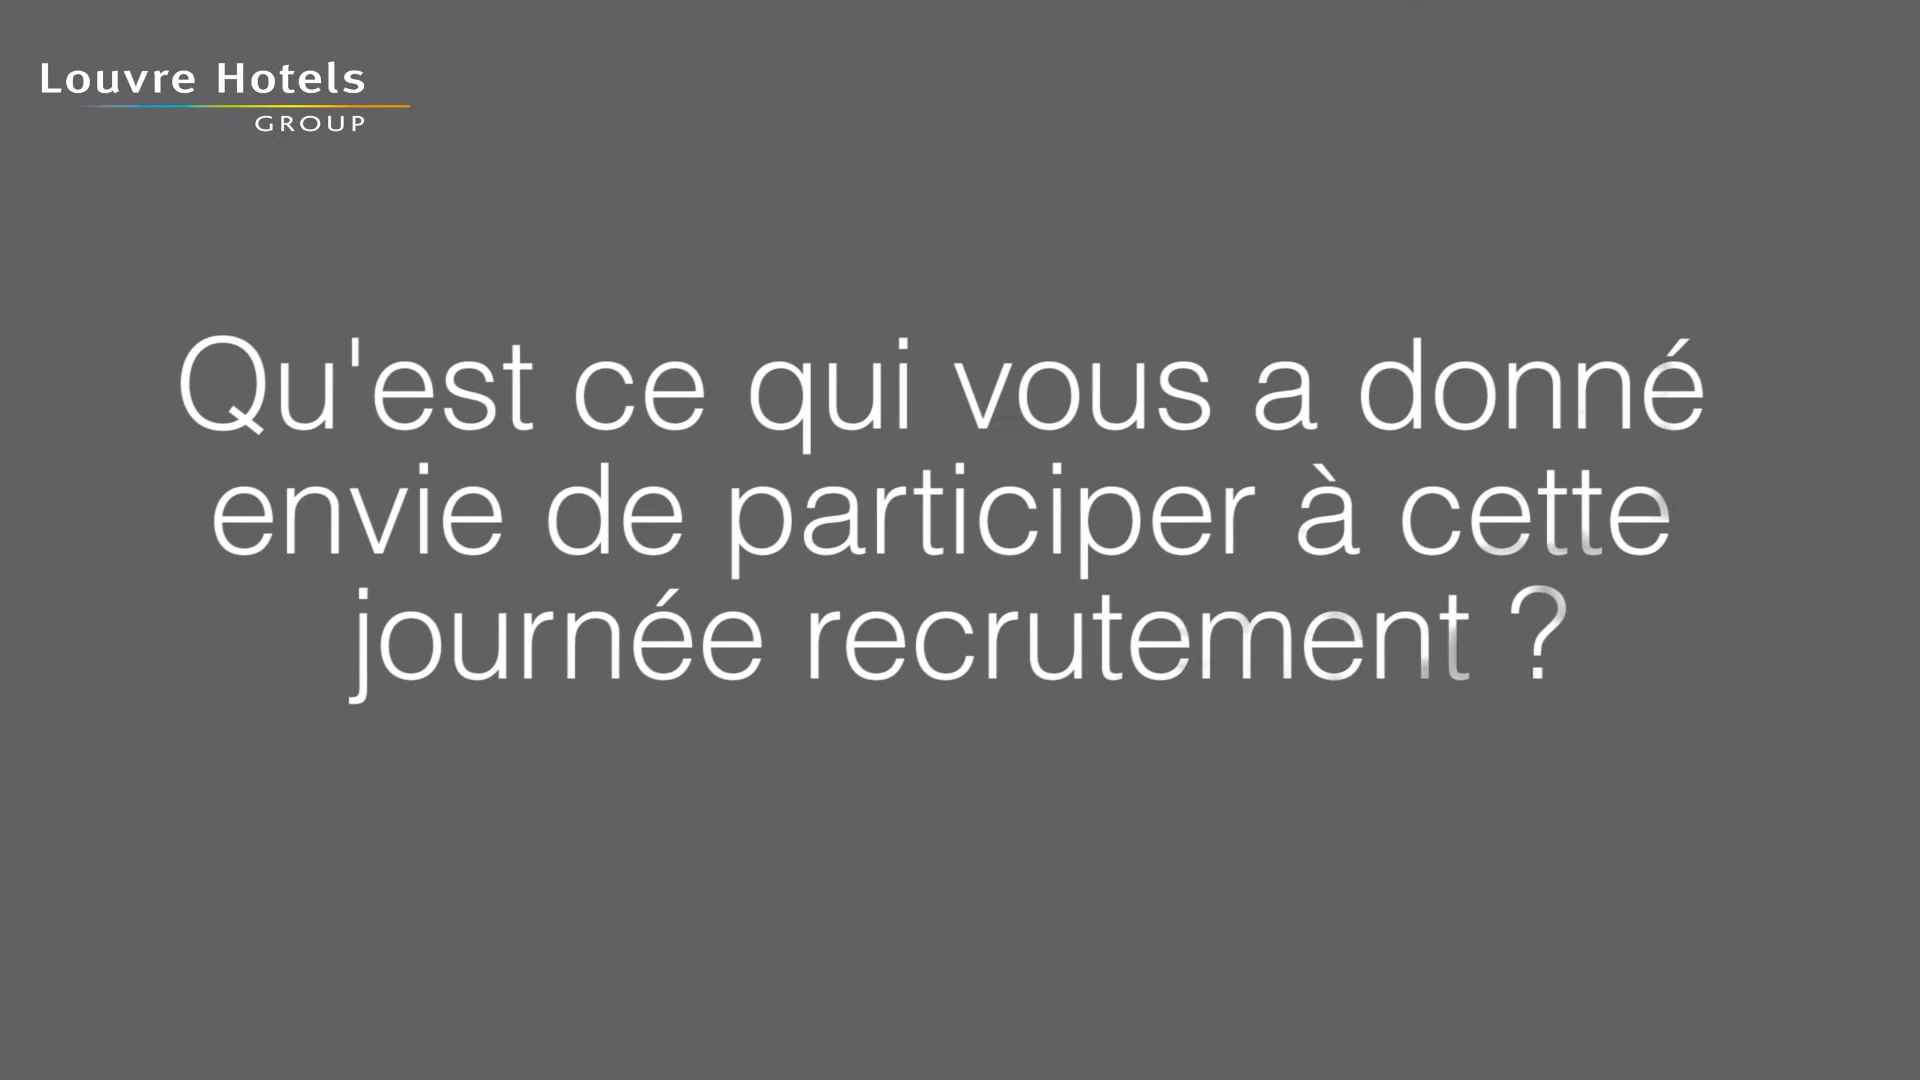 Louvre Hotels
GROUP
Qu'est ce qui vous a donné
envie de participer à cette
journée recrutement ?